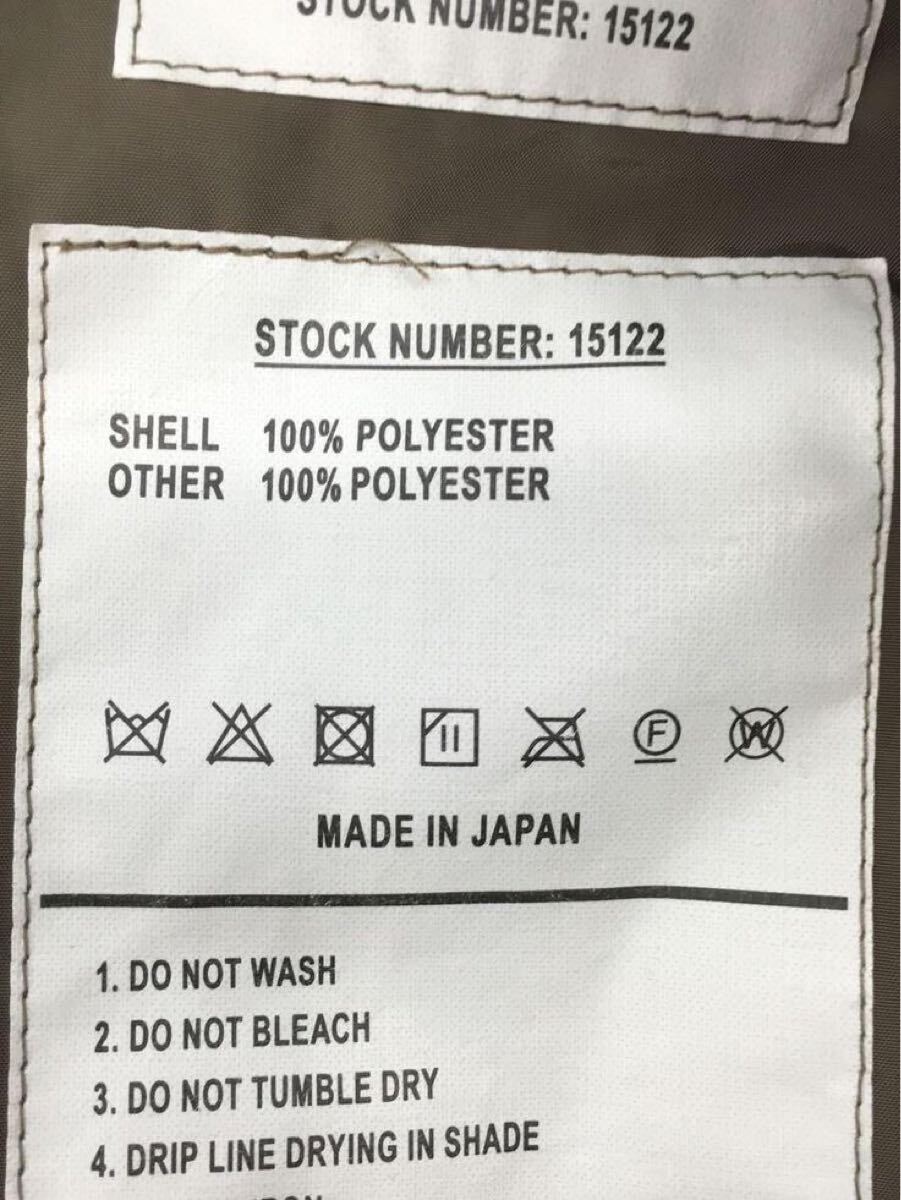 STOCK NUMBER: 15122
STOCK NUMBER: 15122
SHELL 100% POLYESTER
OTHER 100% POLYESTER
F W
MADE IN JAPAN
1. DO NOT WASH
2. DO NOT BLEACH
3. DO NOT TUMBLE DRY
4. DRIP LINE DRYING IN SHADE